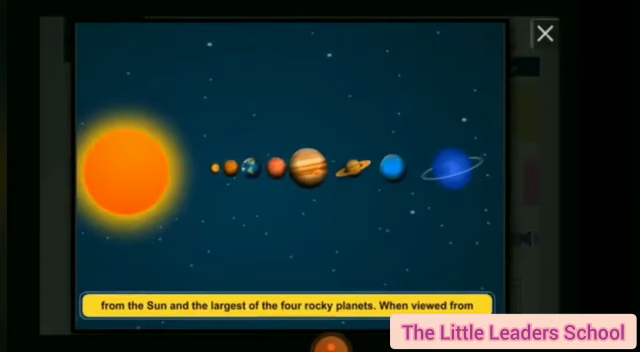 from the Sun and the largest of the four rocky planets. When viewed from
The Little Leaders School